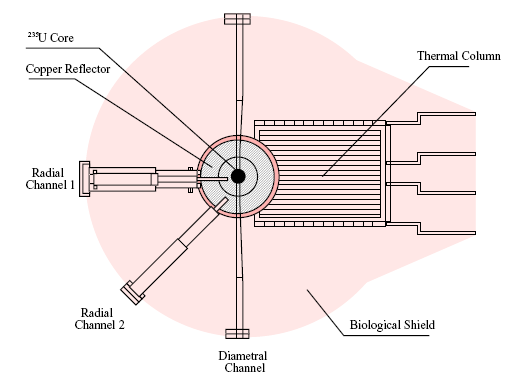 ²³⁵U Core
Copper Reflector
Thermal Column
Radial
Channel 1
Radial
Channel 2
Biological Shield
Diametral
Channel